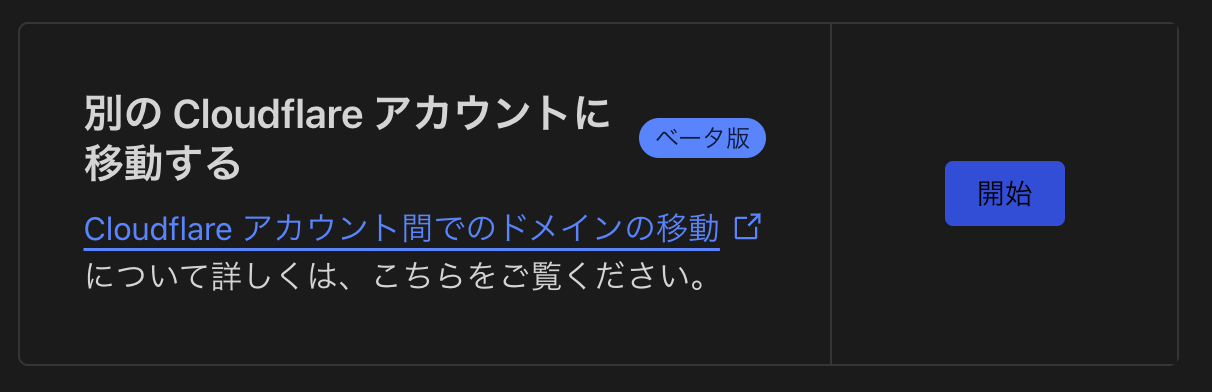 別の Cloudflare アカウントに
移動する
ベータ版
Cloudflare アカウント間でのドメインの移動
について詳しくは、こちらをご覧ください。
開始